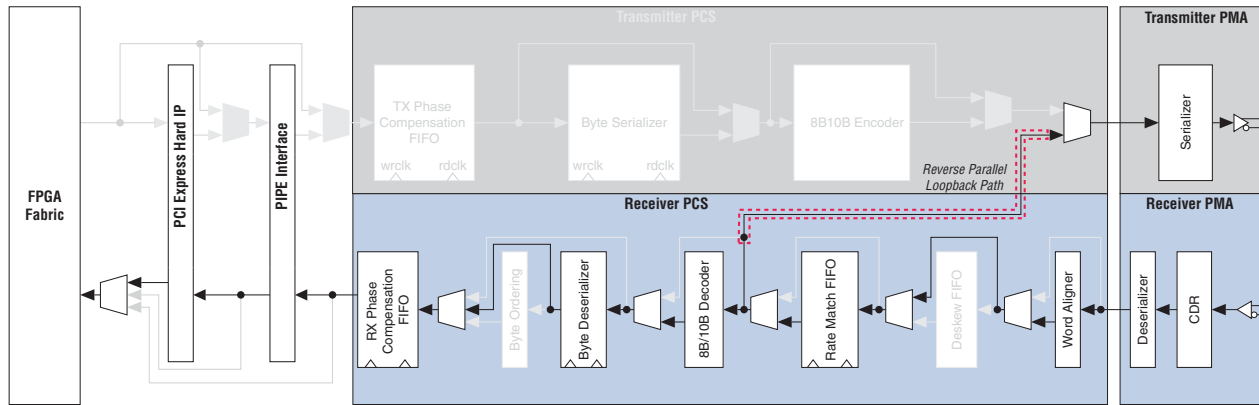 Transmitter PCS
Transmitter PMA
FPGA
Fabric
PCI Express Hard IP
PIPE Interface
TX Phase
Compensation
FIFO
wrclk
rdclk
Byte Serializer
wrclk
rdclk
8B10B Encoder
Serializer
Reverse Parallel
Loopback Path
Receiver PCS
Receiver PMA
RX Phase
Compensation
FIFO
Byte Ordering
Byte Deserializer
8B/10B Decoder
Rate Match FIFO
Deskew FIFO
Word Aligner
Deserializer
CDR